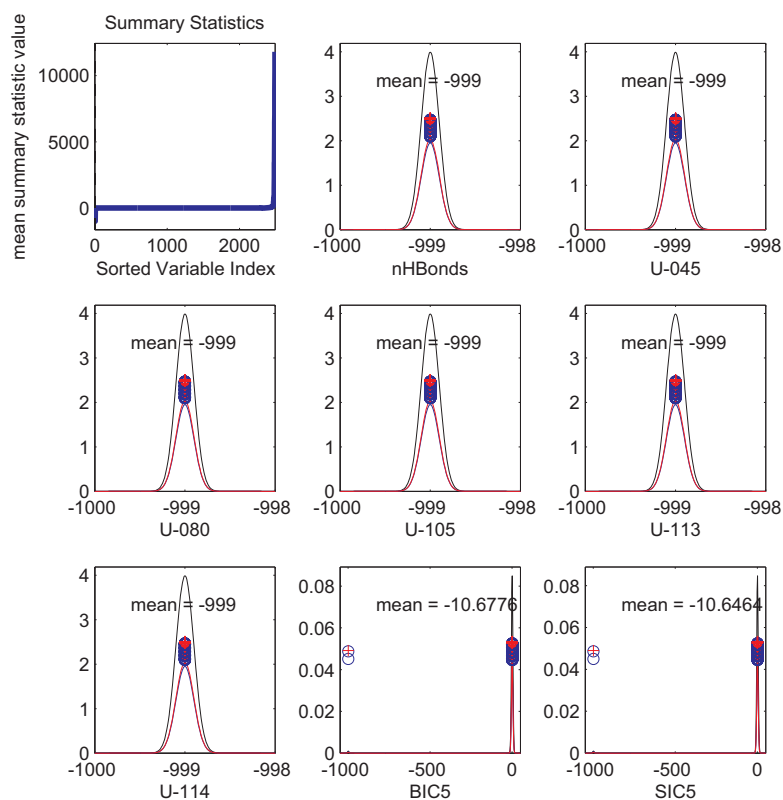 Summary Statistics
mean summary statistic value
10000
5000
0
0 1000 2000
Sorted Variable Index
mean = -999
4
3
2
1
0
-1000 -999 -998
nHBonds
mean = -999
4
3
2
1
0
-1000 -999 -998
U-045
mean = -999
4
3
2
1
0
-1000 -999 -998
U-080
mean = -999
4
3
2
1
0
-1000 -999 -998
U-105
mean = -999
4
3
2
1
0
-1000 -999 -998
U-113
mean = -999
4
3
2
1
0
-1000 -999 -998
U-114
mean = -10.6776
0.08
0.06
0.04
0.02
0
-1000 -500 0
BIC5
mean = -10.6464
0.08
0.06
0.04
0.02
0
-1000 -500 0
SIC5